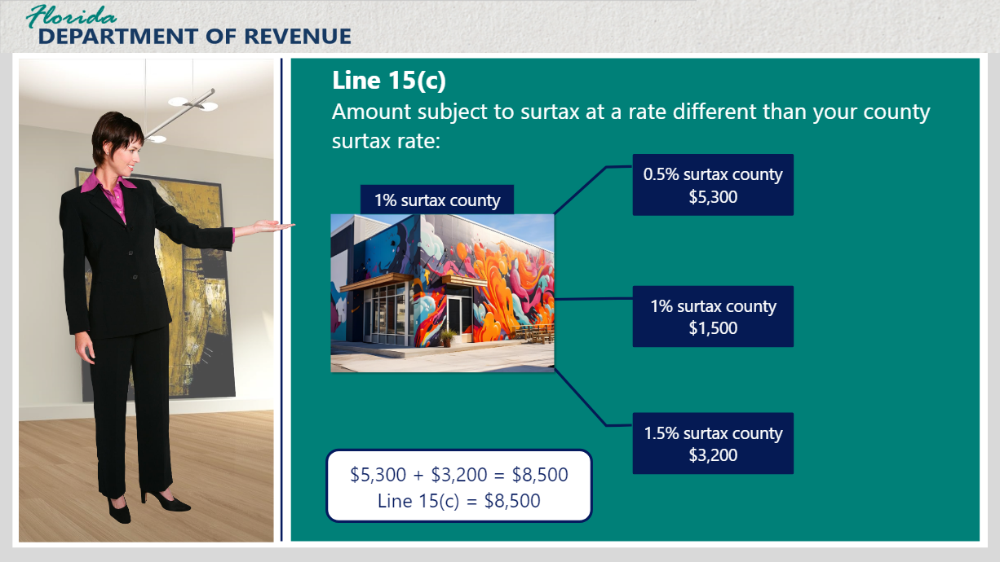 Florida
DEPARTMENT OF REVENUE
Line 15(c)
Amount subject to surtax at a rate different than your county
surtax rate:
1% surtax county
0.5% surtax county
$5,300
1% surtax county
$1,500
1.5% surtax county
$3,200
$5,300 + $3,200 = $8,500
Line 15(c) = $8,500